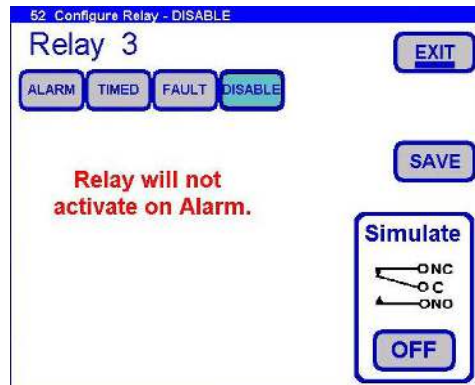 52 Configure Relay - DISABLE
Relay 3
EXIT
ALARM TIMED FAULT DISABLE
SAVE
Relay will not
activate on Alarm.
Simulate
NC
C
NO
OFF